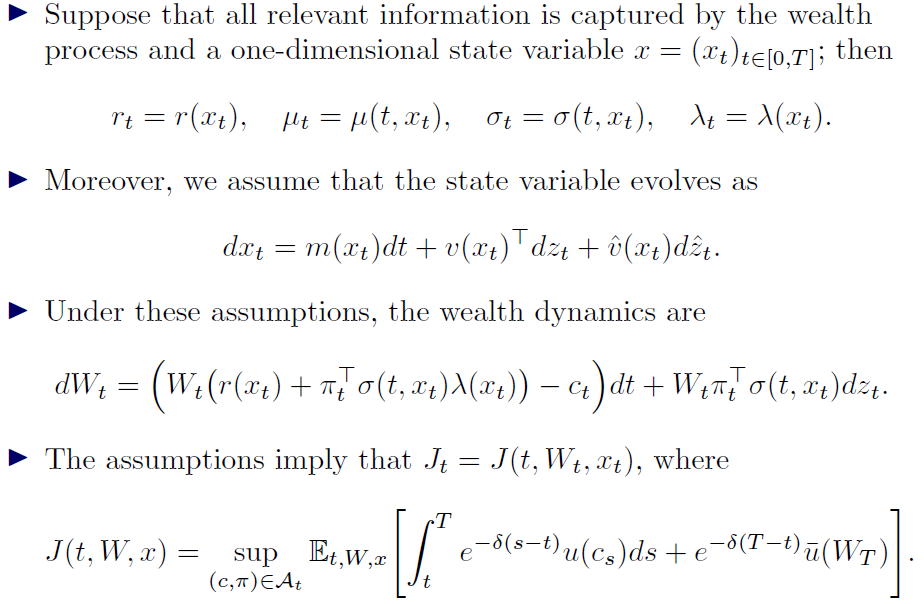 ▶ Suppose that all relevant information is captured by the wealth
process and a one-dimensional state variable $x = (x_t)_{t\in[0,T]}$; then
$r_t = r(x_t), \quad \mu_t = \mu(t, x_t), \quad \sigma_t = \sigma(t, x_t), \quad \lambda_t = \lambda(x_t).$
▶ Moreover, we assume that the state variable evolves as
$dx_t = m(x_t)dt + v(x_t)^\top dz_t + \hat{v}(x_t)d\hat{z}_t.$
▶ Under these assumptions, the wealth dynamics are
$dW_t = \Big(W_t\big(r(x_t) + \pi_t^\top \sigma(t, x_t)\lambda(x_t)\big) - c_t\Big)dt + W_t \pi_t^\top \sigma(t, x_t)dz_t.$
▶ The assumptions imply that $J_t = J(t, W_t, x_t)$, where
$J(t, W, x) = \sup_{(c,\pi)\in\mathcal{A}_t} \mathbb{E}_{t,W,x}\left[\int_t^T e^{-\delta(s-t)}u(c_s)ds + e^{-\delta(T-t)}\bar{u}(W_T)\right].$